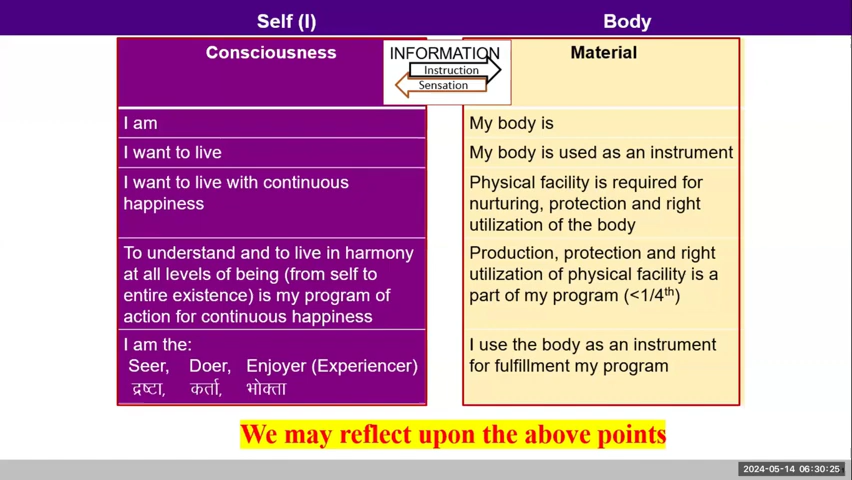 Self (I)
Body
Consciousness
INFORMATION
Instruction
Sensation
Material
I am
My body is
I want to live
My body is used as an instrument
I want to live with continuous
happiness
Physical facility is required for
nurturing, protection and right
utilization of the body
To understand and to live in harmony
at all levels of being (from self to
entire existence) is my program of
action for continuous happiness
Production, protection and right
utilization of physical facility is a
part of my program (<1/4th)
I am the:
Seer, Doer, Enjoyer (Experiencer)
द्रष्टा, कर्ता, भोक्ता
I use the body as an instrument
for fulfillment my program
We may reflect upon the above points
2024-05-14 06:30:25